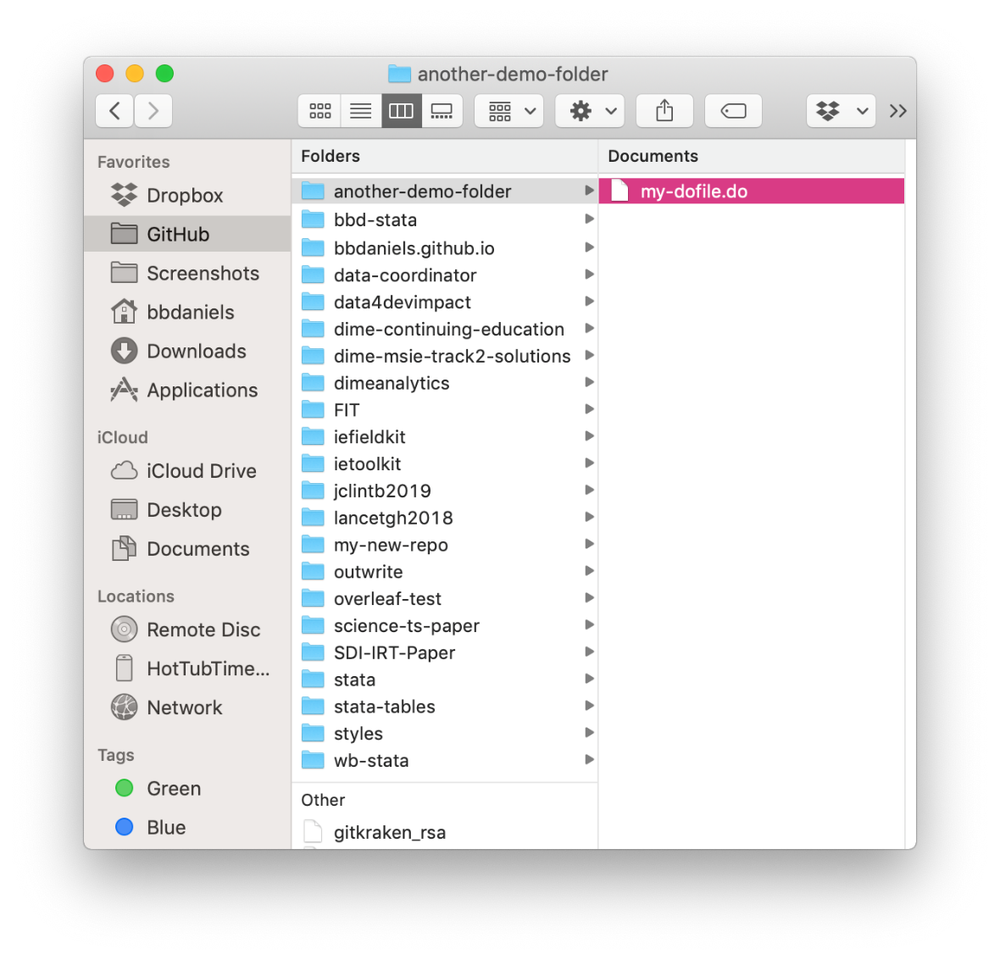 another-demo-folder
Favorites
Dropbox
GitHub
Screenshots
bbdaniels
Downloads
Applications
iCloud
iCloud Drive
Desktop
Documents
Locations
Remote Disc
HotTubTime...
Network
Tags
Green
Blue
Folders
another-demo-folder
bbd-stata
bbdaniels.github.io
data-coordinator
data4devimpact
dime-continuing-education
dime-msie-track2-solutions
dimeanalytics
FIT
iefieldkit
ietoolkit
jclintb2019
lancetgh2018
my-new-repo
outwrite
overleaf-test
science-ts-paper
SDI-IRT-Paper
stata
stata-tables
styles
wb-stata
Other
gitkraken_rsa
Documents
my-dofile.do